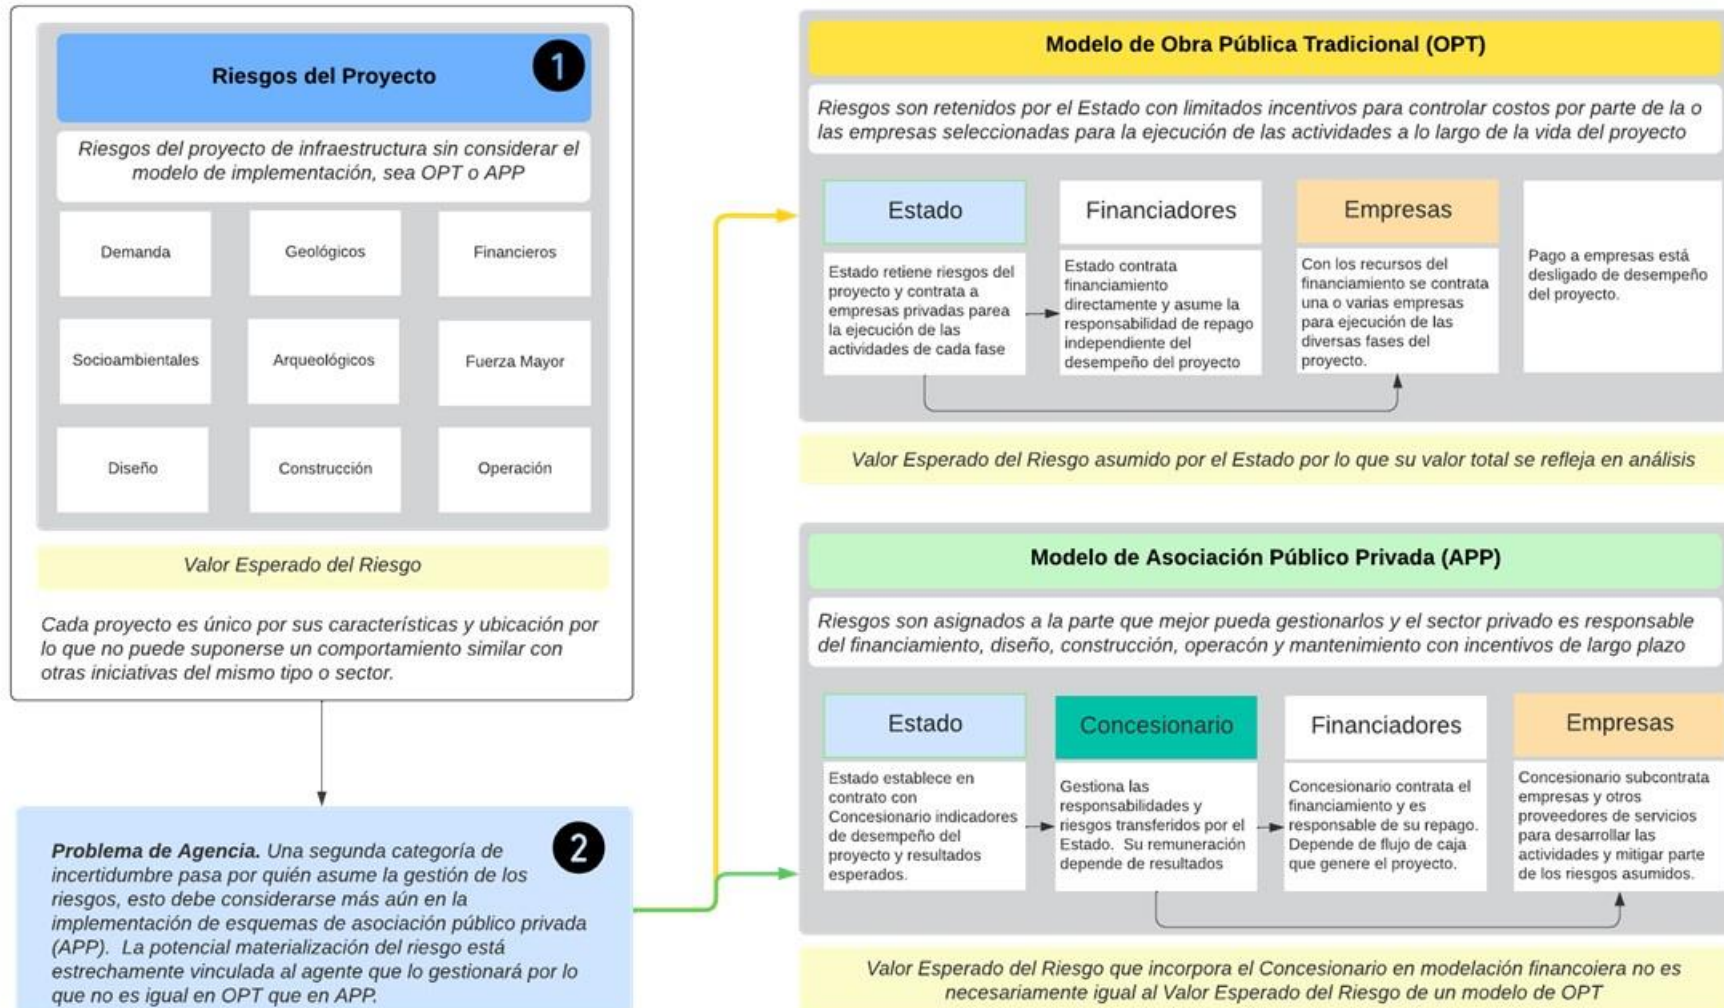 Riesgos del Proyecto
1
Riesgos del proyecto de infraestructura sin considerar el
modelo de implementación, sea OPT o APP
Demanda
Geológicos
Financieros
Socioambientales
Arqueológicos
Fuerza Mayor
Diseño
Construcción
Operación
Valor Esperado del Riesgo
Cada proyecto es único por sus características y ubicación por
lo que no puede suponerse un comportamiento similar con
otras iniciativas del mismo tipo o sector.
Problema de Agencia. Una segunda categoría de
incertidumbre pasa por quién asume la gestión de los
riesgos, esto debe considerarse más aún en la
implementación de esquemas de asociación público privada
(APP). La potencial materialización del riesgo está
estrechamente vinculada al agente que lo gestionará por lo
que no es igual en OPT que en APP.
2
Modelo de Obra Pública Tradicional (OPT)
Riesgos son retenidos por el Estado con limitados incentivos para controlar costos por parte de la o
las empresas seleccionadas para la ejecución de las actividades a lo largo de la vida del proyecto
Estado
Estado retiene riesgos del
proyecto y contrata a
empresas privadas parea
la ejecución de las
actividades de cada fase
Financiadores
Estado contrata
financiamiento
directamente y asume la
responsabilidad de repago
independiente del
desempeño del proyecto
Empresas
Con los recursos del
financiamiento se contrata
una o varias empresas
para ejecución de las
diversas fases del
proyecto.
Pago a empresas está
desligado de desempeño
del proyecto.
Valor Esperado del Riesgo asumido por el Estado por lo que su valor total se refleja en análisis
Modelo de Asociación Público Privada (APP)
Riesgos son asignados a la parte que mejor pueda gestionarlos y el sector privado es responsable
del financiamiento, diseño, construcción, operacón y mantenimiento con incentivos de largo plazo
Estado
Estado establece en
contrato con
Concesionario indicadores
de desempeño del
proyecto y resultados
esperados.
Concesionario
Gestiona las
responsabilidades y
riesgos transferidos por el
Estado. Su remuneración
depende de resultados
Financiadores
Concesionario contrata el
financiamiento y es
responsable de su repago.
Depende de flujo de caja
que genere el proyecto.
Empresas
Concesionario subcontrata
empresas y otros
proveedores de servicios
para desarrollar las
actividades y mitigar parte
de los riesgos asumidos.
Valor Esperado del Riesgo que incorpora el Concesionario en modelación financoiera no es
necesariamente igual al Valor Esperado del Riesgo de un modelo de OPT